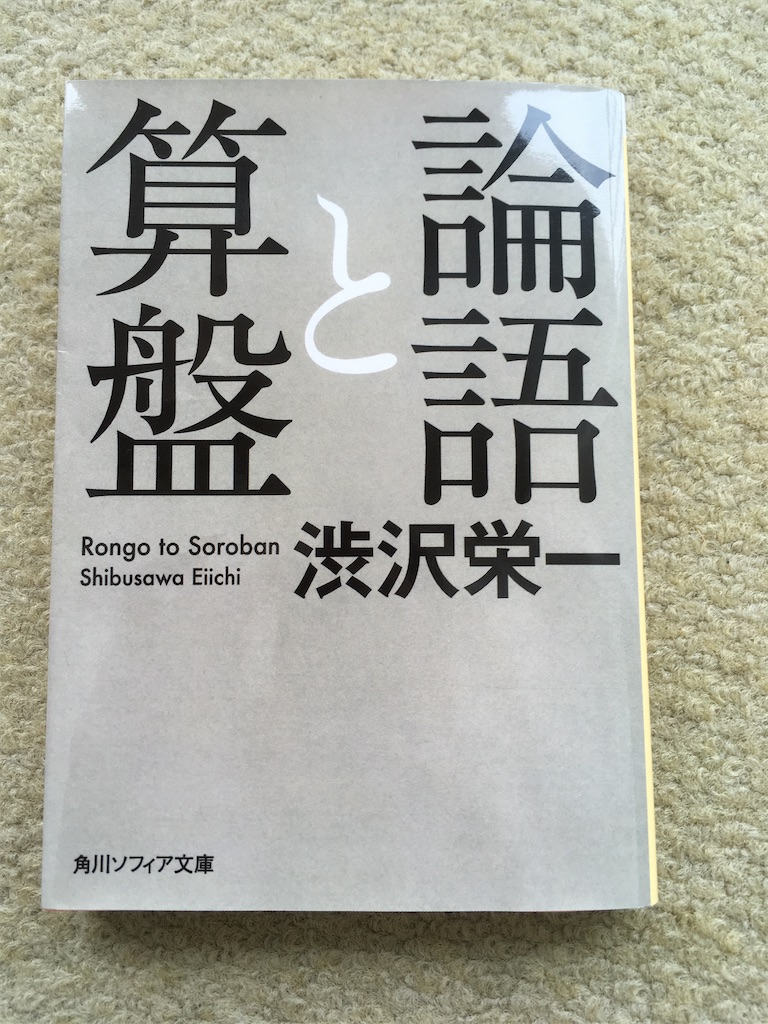 論語
と
算盤
渋沢栄一
Rongo to Soroban
Shibusawa Eiichi
角川ソフィア文庫